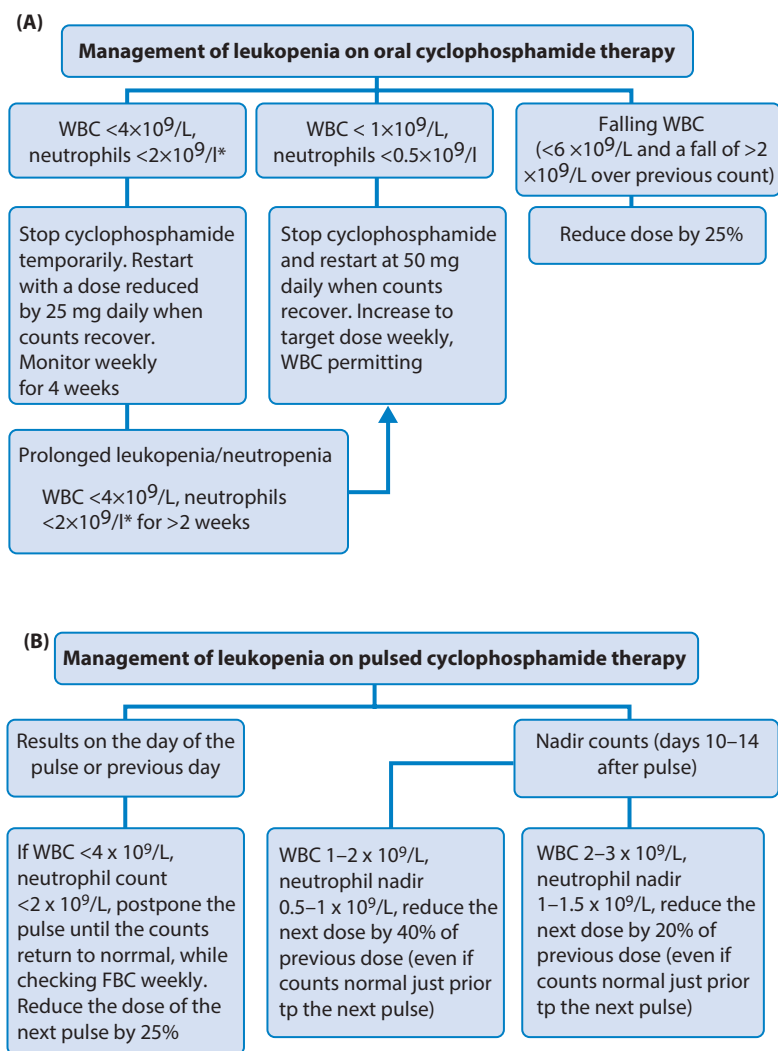 (A)
Management of leukopenia on oral cyclophosphamide therapy
WBC <4×10⁹/L,
neutrophils <2×10⁹/l*
Stop cyclophosphamide
temporarily. Restart
with a dose reduced
by 25 mg daily when
counts recover.
Monitor weekly
for 4 weeks
Prolonged leukopenia/neutropenia
WBC <4×10⁹/L, neutrophils
<2×10⁹/l* for >2 weeks
WBC < 1×10⁹/L,
neutrophils <0.5×10⁹/l
Stop cyclophosphamide
and restart at 50 mg
daily when counts
recover. Increase to
target dose weekly,
WBC permitting
Falling WBC
(<6 ×10⁹/L and a fall of >2
×10⁹/L over previous count)
Reduce dose by 25%
(B)
Management of leukopenia on pulsed cyclophosphamide therapy
Results on the day of the
pulse or previous day
If WBC <4 x 10⁹/L,
neutrophil count
<2 x 10⁹/L, postpone the
pulse until the counts
return to norrmal, while
checking FBC weekly.
Reduce the dose of the
next pulse by 25%
Nadir counts (days 10–14
after pulse)
WBC 1–2 x 10⁹/L,
neutrophil nadir
0.5–1 x 10⁹/L, reduce the
next dose by 40% of
previous dose (even if
counts normal just prior
tp the next pulse)
WBC 2–3 x 10⁹/L,
neutrophil nadir
1–1.5 x 10⁹/L, reduce the
next dose by 20% of
previous dose (even if
counts normal just prior
tp the next pulse)